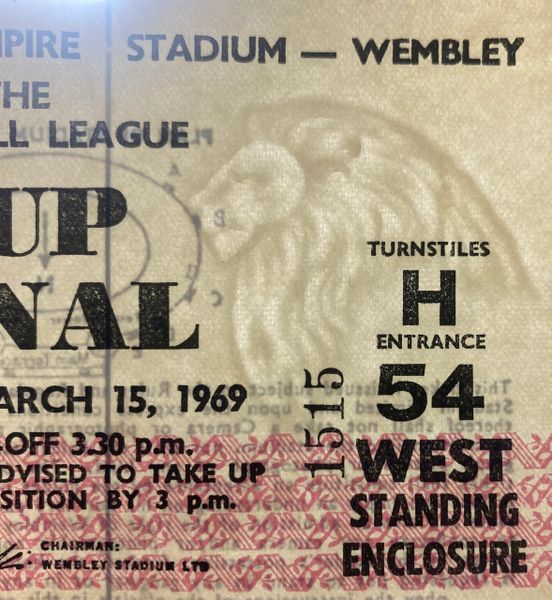 MPIRE STADIUM — WEMBLEY
THE
LL LEAGUE
UP
NAL
ARCH 15, 1969
-OFF 3.30 p.m.
DVISED TO TAKE UP
SITION BY 3 p.m.
CHAIRMAN:
WEMBLEY STADIUM LTD
1515
TURNSTILES
H
ENTRANCE
54
WEST
STANDING
ENCLOSURE